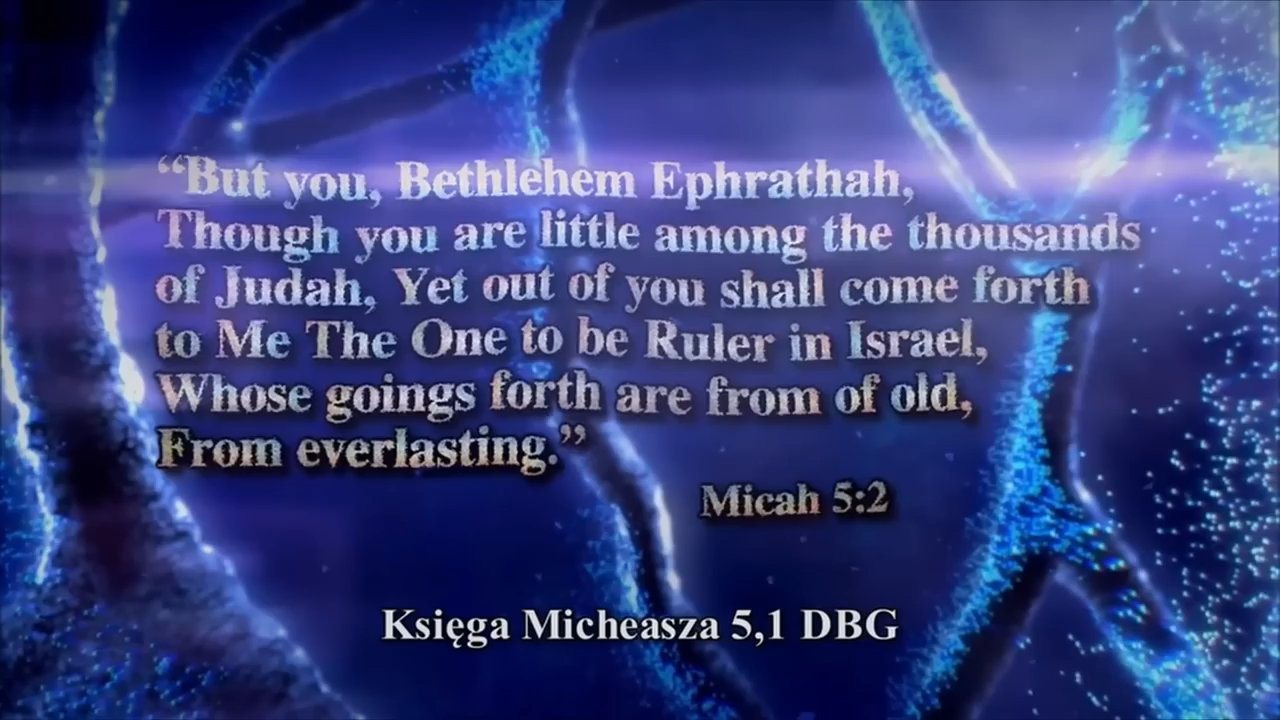 “But you, Bethlehem Ephrathah,
Though you are little among the thousands
of Judah, Yet out of you shall come forth
to Me The One to be Ruler in Israel,
Whose goings forth are from of old,
From everlasting.”
Micah 5:2
Księga Micheasza 5,1 DBG